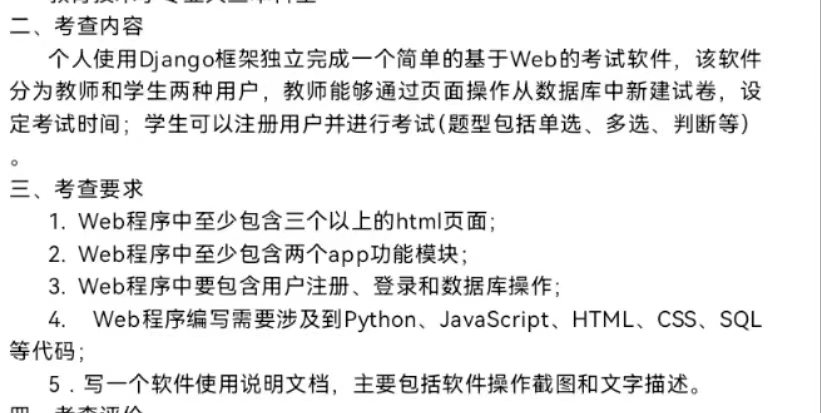 二、考查内容
个人使用Django框架独立完成一个简单的基于Web的考试软件，该软件
分为教师和学生两种用户，教师能够通过页面操作从数据库中新建试卷，设
定考试时间；学生可以注册用户并进行考试(题型包括单选、多选、判断等)
。
三、考查要求
1. Web程序中至少包含三个以上的html页面；
2. Web程序中至少包含两个app功能模块；
3. Web程序中要包含用户注册、登录和数据库操作；
4. Web程序编写需要涉及到Python、JavaScript、HTML、CSS、SQL
等代码；
5．写一个软件使用说明文档，主要包括软件操作截图和文字描述。
四、考查评价